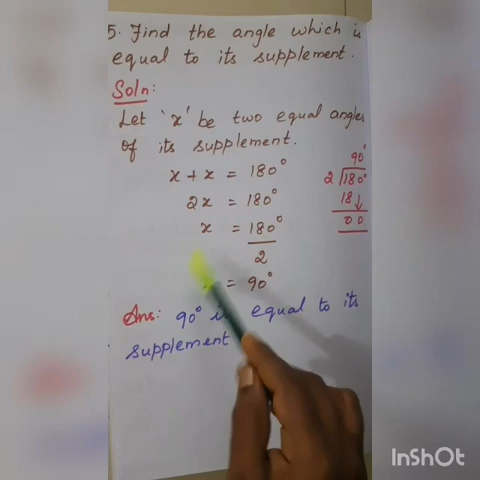 5. Find the angle which is
equal to its supplement.
Soln:
Let 'x' be two equal angles
of its supplement.
x + x = 180°
2x = 180°
x = 180°
2
= 90°
90°
2 180°
18↓
00
Ans: 90° is equal to its
supplement
InShOt